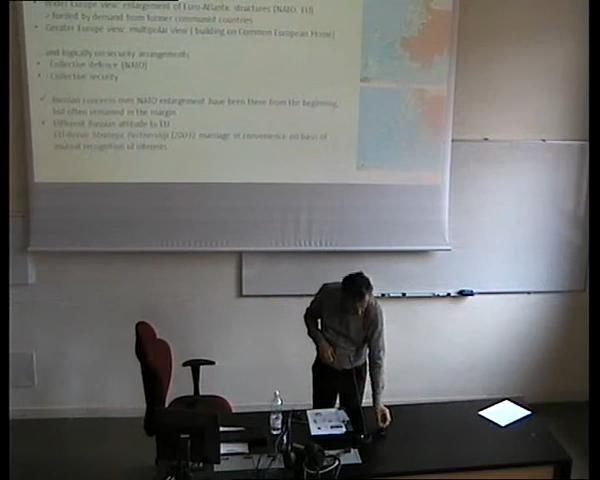 Wider Europe view: enlargement of Euro-Atlantic structures (NATO, EU)
> fueled by demand from former communist countries
• Greater Europe view: multipolar view ( building on Common European Home)
and logically on security arrangements
• Collective defence (NATO)
• Collective security
✓ Russian concerns over NATO enlargement have been there from the beginning,
but often remained in the margin
• Different Russian attitude to EU
EU-Russia Strategic Partnership (2003): marriage of convenience on basis of
mutual recognition of interests